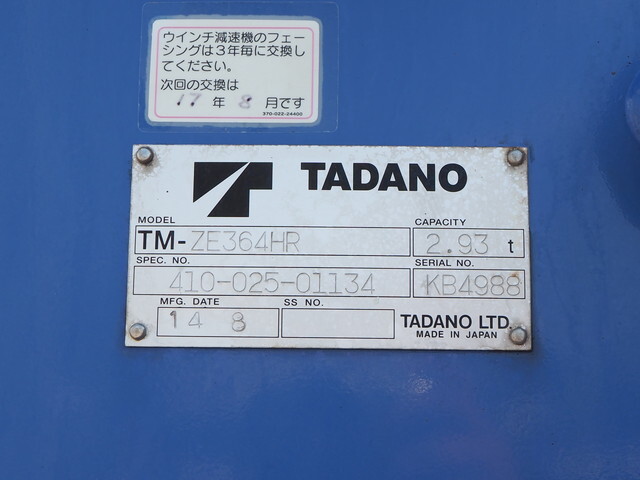 ウインチ減速機のフェー
シングは3年毎に交換し
てください。
次回の交換は
17 年 8 月です
370-022-24400
TADANO
MODEL
TM-ZE364HR
CAPACITY
2.93 t
SPEC. NO.
410-025-01134
SERIAL NO.
KB4988
MFG. DATE
14 8
SS NO.
TADANO LTD.
MADE IN JAPAN